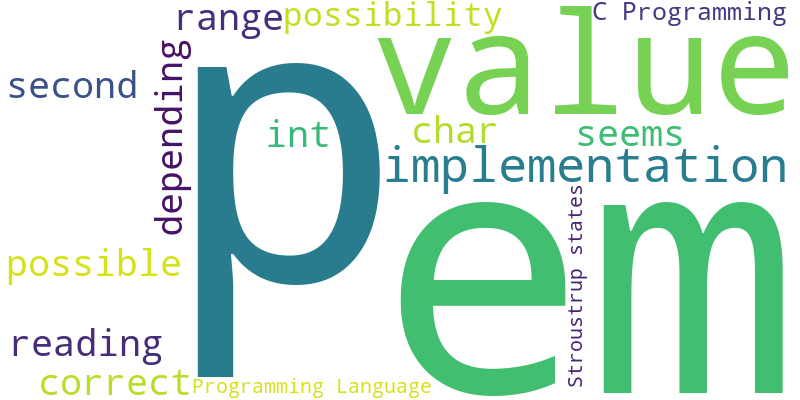 range
possibility
C Programming
value
second
depending
p
int
char
seems
implementation
possible
em
Stroustrup states
reading
correct
Programming Language